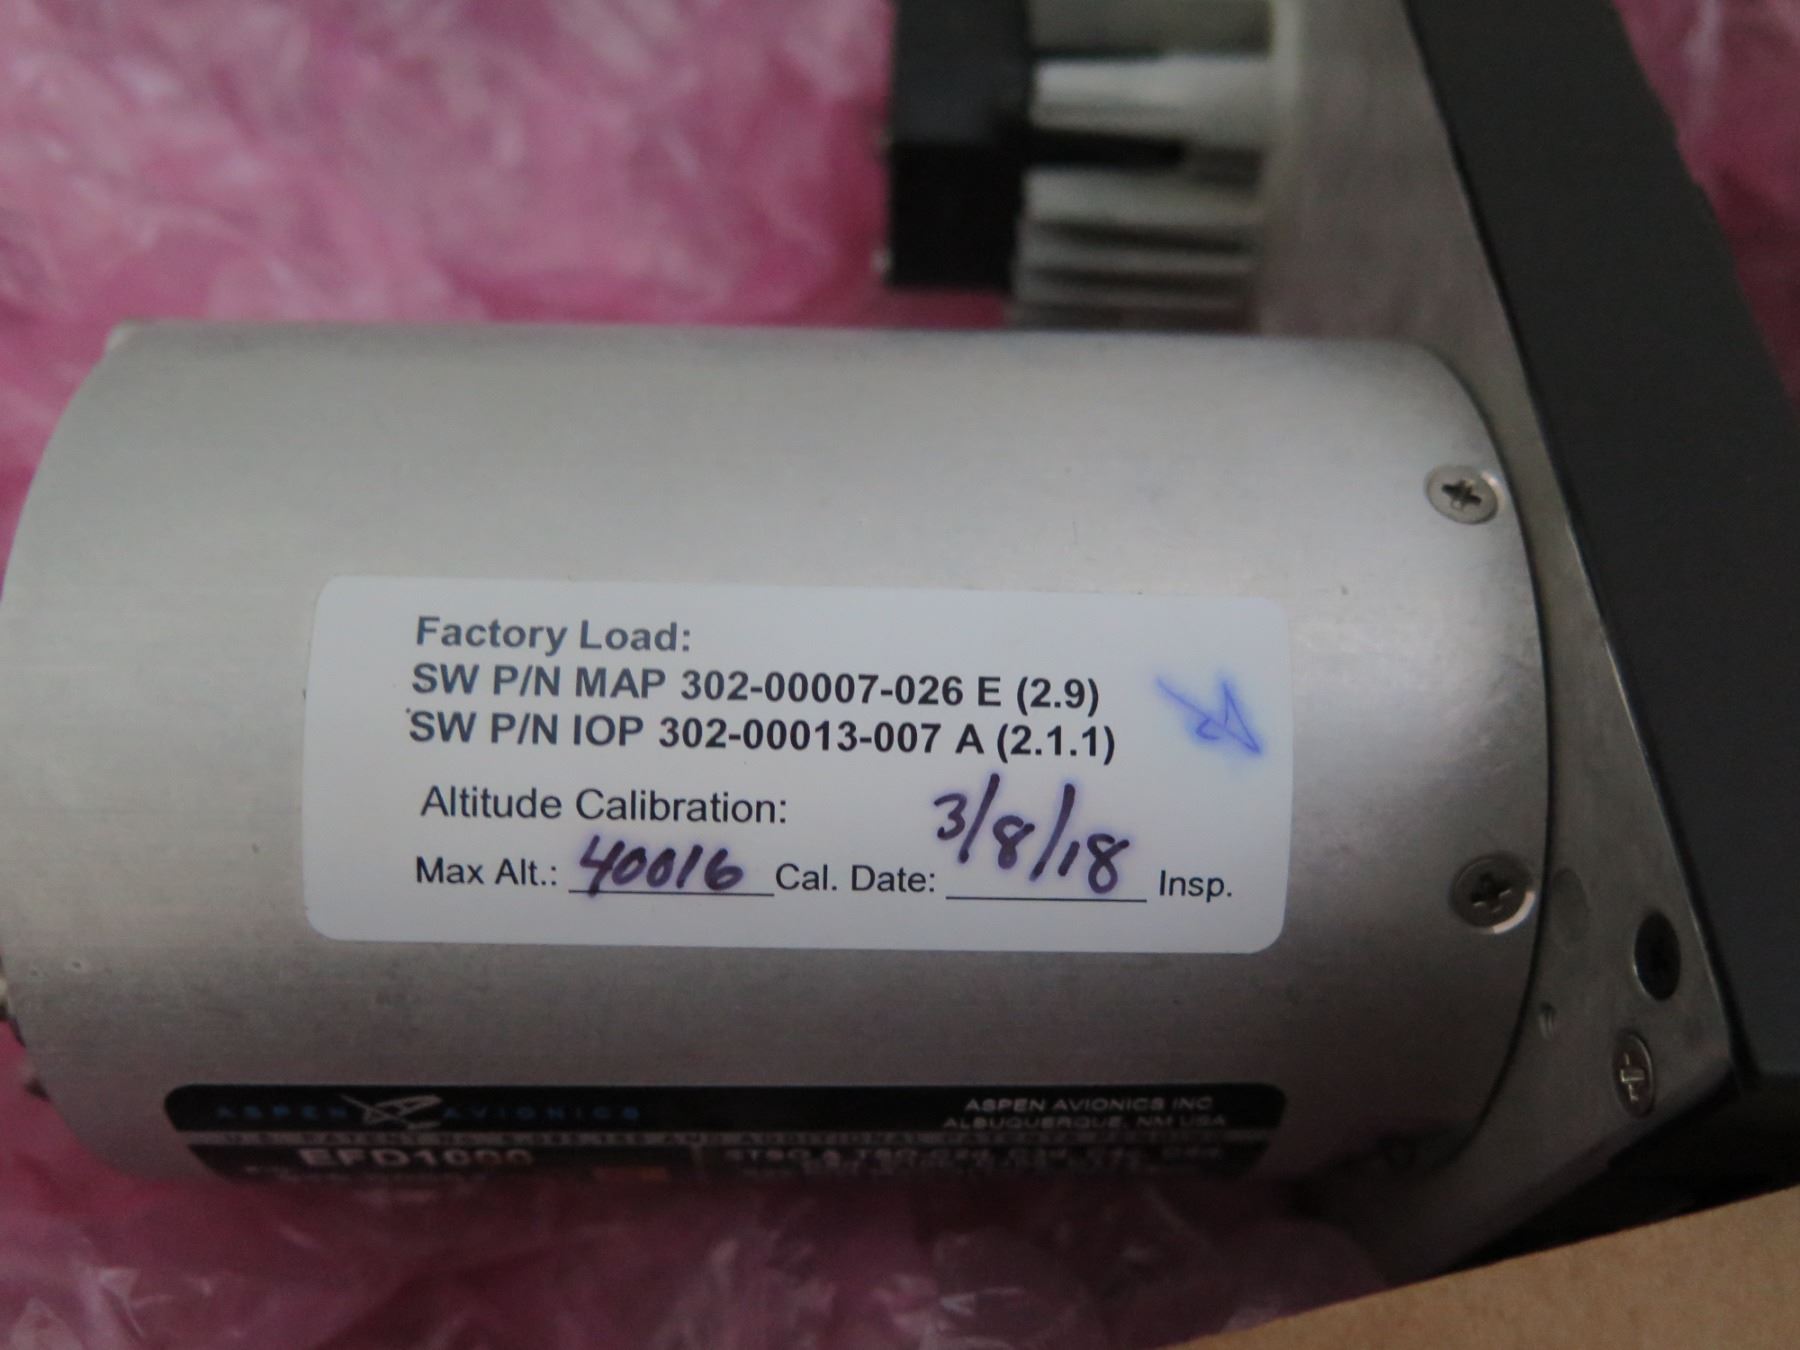 Factory Load:
SW P/N MAP 302-00007-026 E (2.9)
SW P/N IOP 302-00013-007 A (2.1.1)
Altitude Calibration:
Max Alt.: 40016 Cal. Date: 3/8/18 Insp.
ASPEN AVIONICS
ASPEN AVIONICS INC
ALBUQUERQUE, NM USA
EFD1000